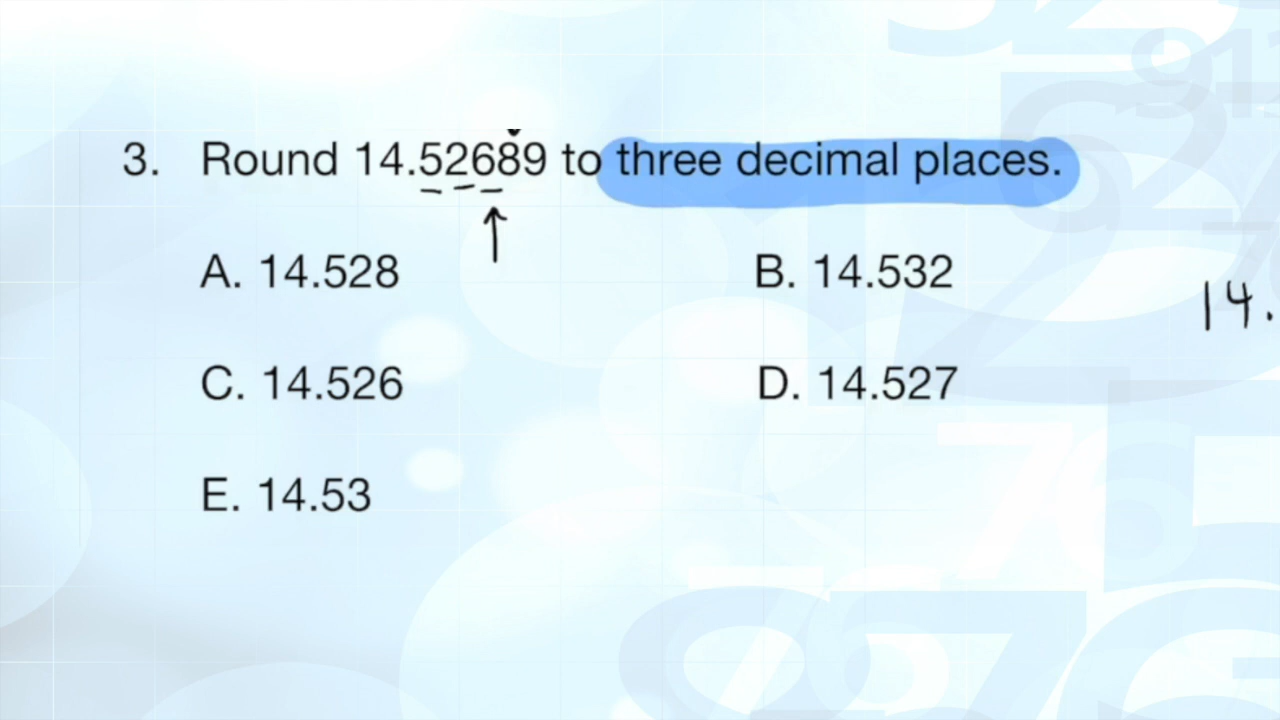 3. Round 14.52689 to three decimal places.
A. 14.528 B. 14.532
14.
C. 14.526 D. 14.527
E. 14.53